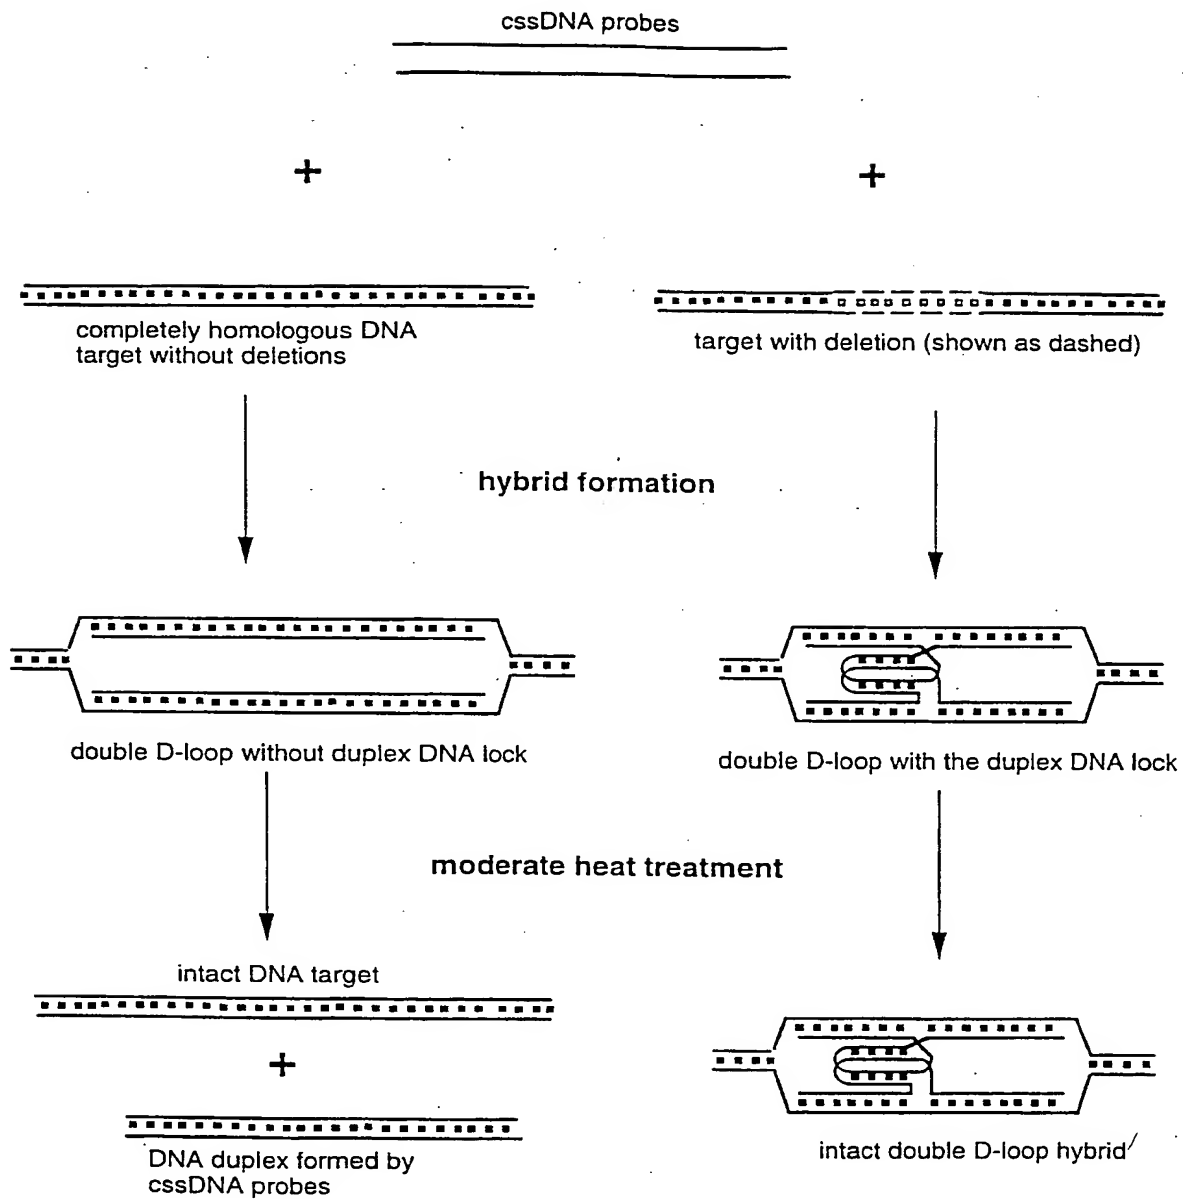 cssDNA probes
+
+
completely homologous DNA
target without deletions
target with deletion (shown as dashed)
hybrid formation
double D-loop without duplex DNA lock
double D-loop with the duplex DNA lock
moderate heat treatment
intact DNA target
+
DNA duplex formed by
cssDNA probes
intact double D-loop hybrid